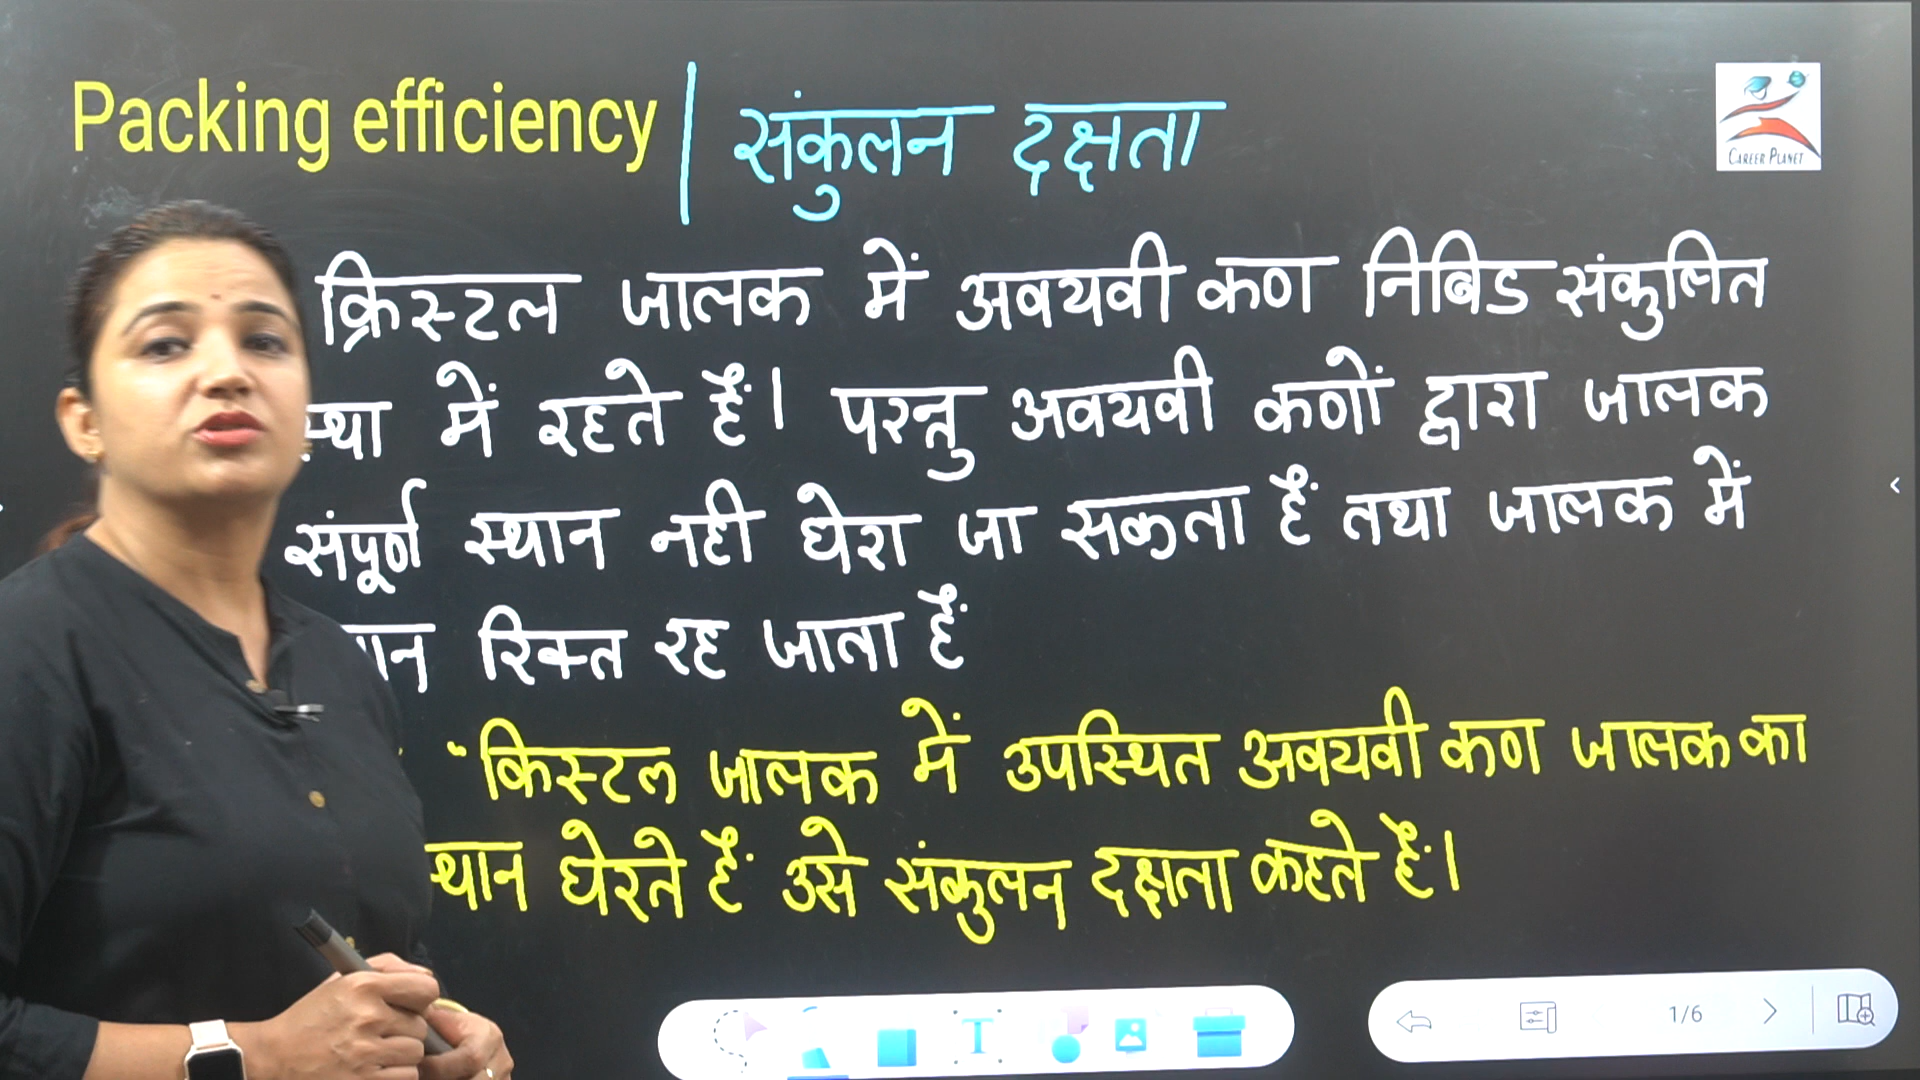 Packing efficiency | संकुलन दक्षता
CAREER PLANET
क्रिस्टल जालक में अवयवी कण निबिड संकुलित
स्था में रहते हैं। परन्तु अवयवी कणों द्वारा जालक
संपूर्ण स्थान नही घेरा जा सकता हैं तथा जालक में
रिक्त रह जाता हैं
" किस्टल जालक में उपस्थित अवयवी कण जालक का
घेरते हैं उसे संकुलन दक्षता कहते हैं।
T
1/6